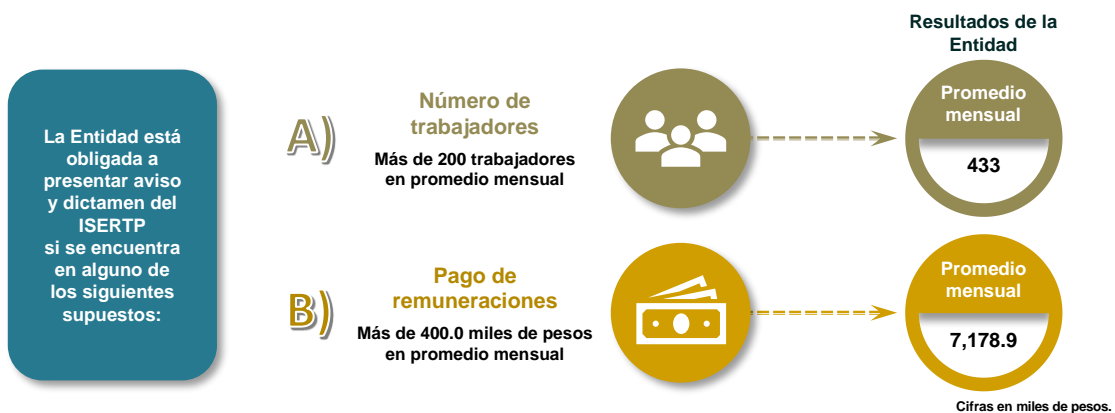 La Entidad está
obligada a
presentar aviso
y dictamen del
ISERTP
si se encuentra
en alguno de
los siguientes
supuestos:
A)
Número de
trabajadores
Más de 200 trabajadores
en promedio mensual
Resultados de la
Entidad
Promedio
mensual
433
B)
Pago de
remuneraciones
Más de 400.0 miles de pesos
en promedio mensual
Promedio
mensual
7,178.9
Cifras en miles de pesos.